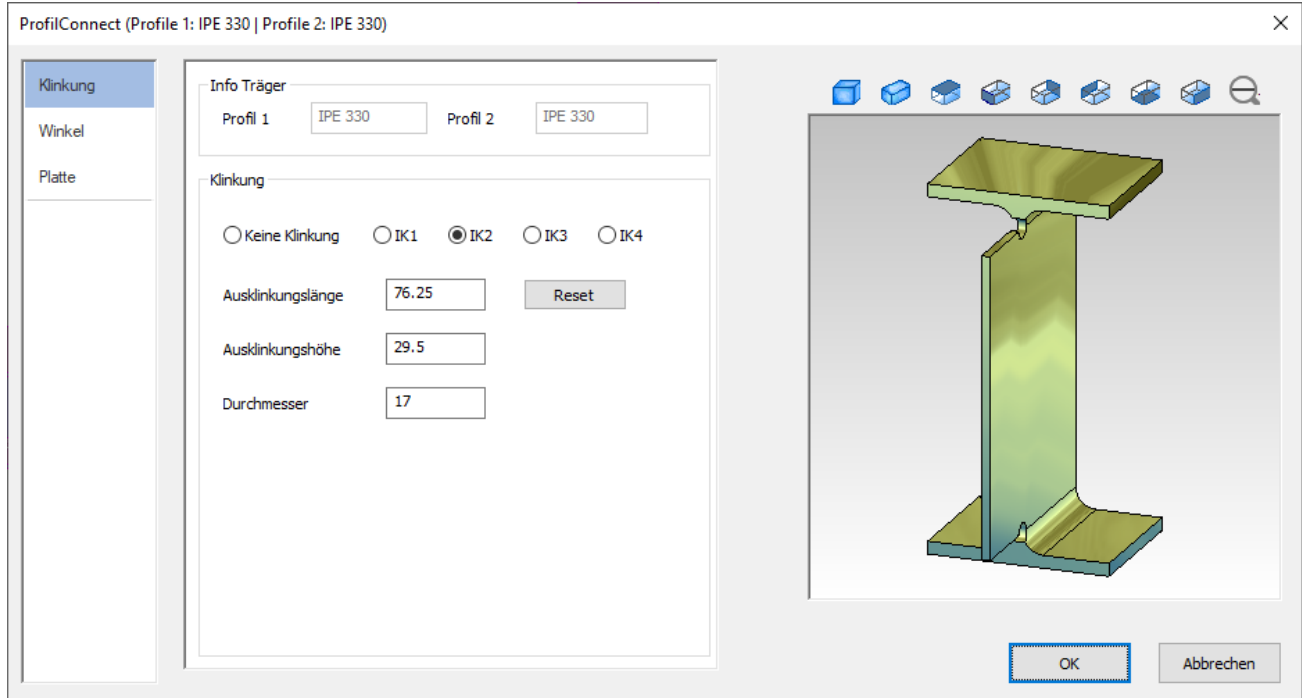 ProfilConnect (Profile 1: IPE 330 | Profile 2: IPE 330)
Klinkung
Winkel
Platte
Info Träger
Profil 1 IPE 330 Profil 2 IPE 330
Klinkung
Keine Klinkung IK1 IK2 IK3 IK4
Ausklinkungslänge 76.25 Reset
Ausklinkungshöhe 29.5
Durchmesser 17
OK Abbrechen